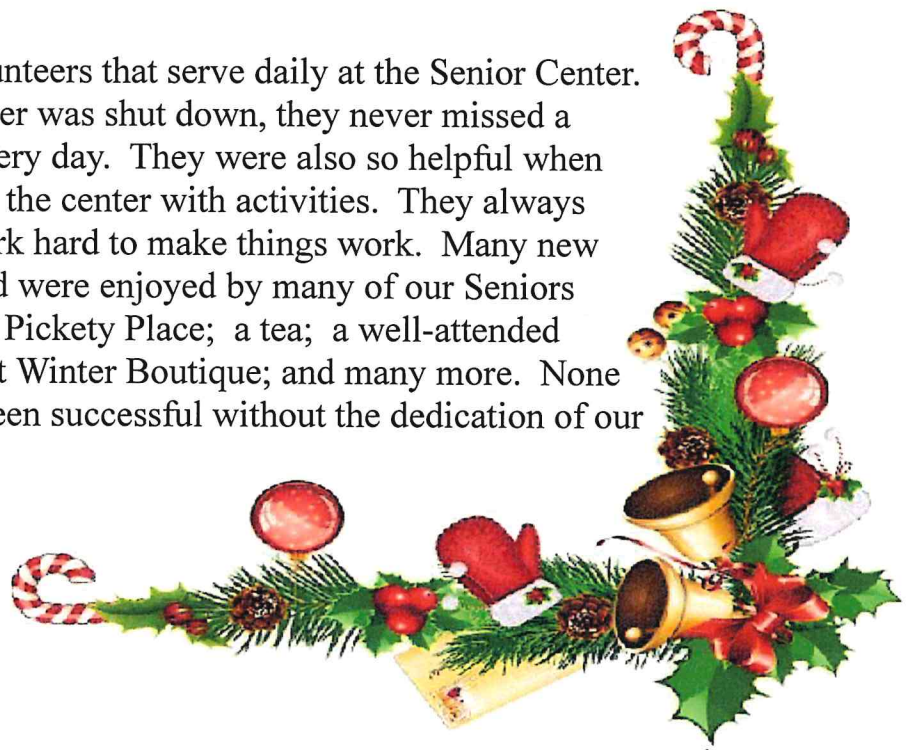 unteers that serve daily at the Senior Center.
er was shut down, they never missed a
ery day. They were also so helpful when
the center with activities. They always
rk hard to make things work. Many new
d were enjoyed by many of our Seniors
Pickety Place; a tea; a well-attended
t Winter Boutique; and many more. None
een successful without the dedication of our